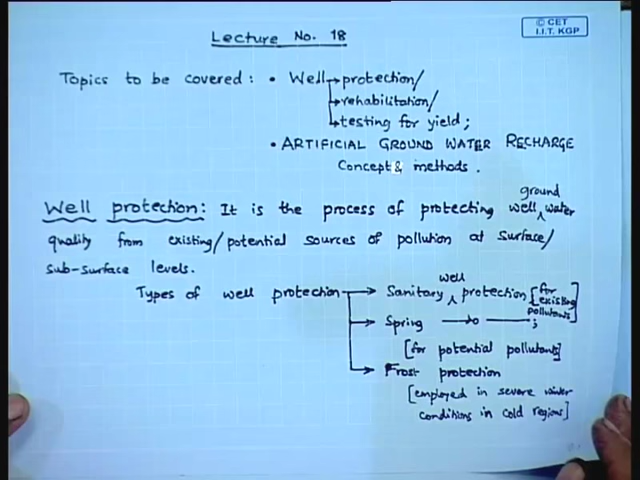 © CET
I.I.T. KGP
Lecture No. 18
Topics to be covered: • Well → protection/
→ rehabilitation/
→ testing for yield;
• ARTIFICIAL GROUND WATER RECHARGE
Concept & methods.
ground
Well protection: It is the process of protecting well ^ water
quality from existing/potential sources of pollution at surface/
sub-surface levels.
well
Types of well protection → Sanitary ^ protection [for
existing
pollutants]
→ Spring —"— ;
[for potential pollutants]
→ Frost protection
[employed in severe winter
conditions in cold regions]